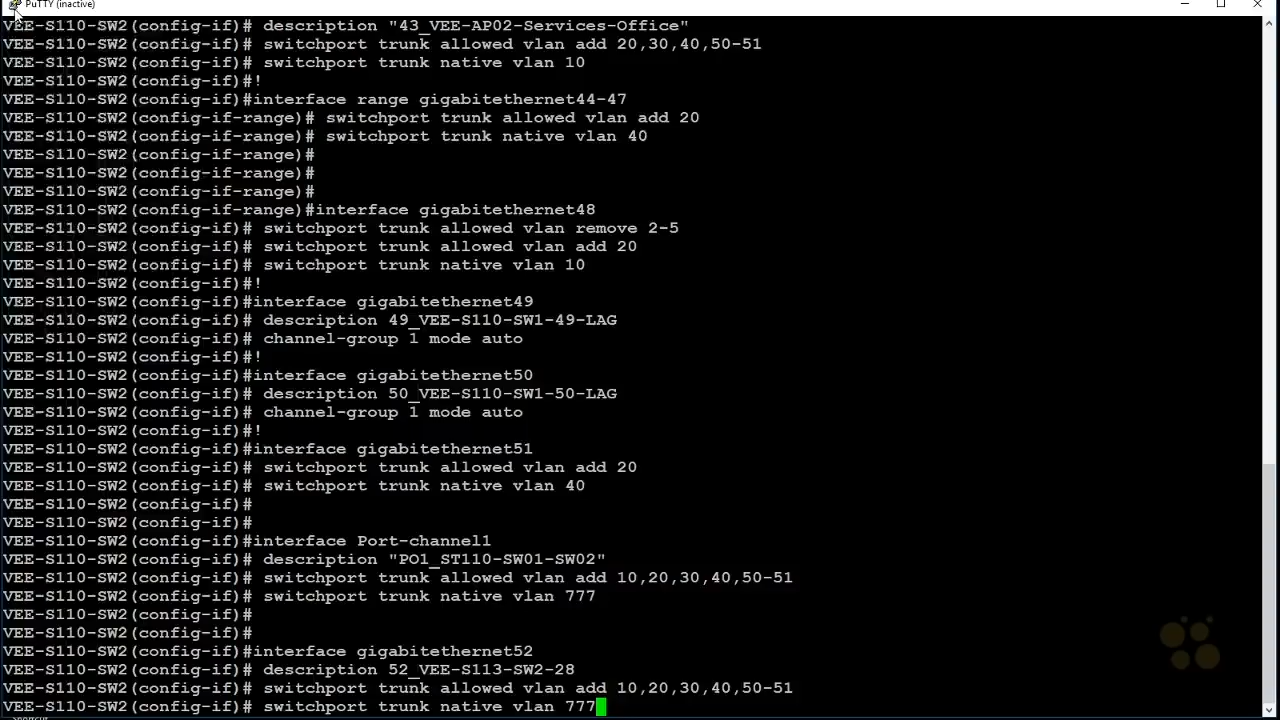 PuTTY (inactive)
VEE-S110-SW2(config-if)# description "43_VEE-AP02-Services-Office"
VEE-S110-SW2(config-if)# switchport trunk allowed vlan add 20,30,40,50-51
VEE-S110-SW2(config-if)# switchport trunk native vlan 10
VEE-S110-SW2(config-if)#!
VEE-S110-SW2(config-if)#interface range gigabitethernet44-47
VEE-S110-SW2(config-if-range)# switchport trunk allowed vlan add 20
VEE-S110-SW2(config-if-range)# switchport trunk native vlan 40
VEE-S110-SW2(config-if-range)#
VEE-S110-SW2(config-if-range)#
VEE-S110-SW2(config-if-range)#
VEE-S110-SW2(config-if-range)#interface gigabitethernet48
VEE-S110-SW2(config-if)# switchport trunk allowed vlan remove 2-5
VEE-S110-SW2(config-if)# switchport trunk allowed vlan add 20
VEE-S110-SW2(config-if)# switchport trunk native vlan 10
VEE-S110-SW2(config-if)#!
VEE-S110-SW2(config-if)#interface gigabitethernet49
VEE-S110-SW2(config-if)# description 49_VEE-S110-SW1-49-LAG
VEE-S110-SW2(config-if)# channel-group 1 mode auto
VEE-S110-SW2(config-if)#!
VEE-S110-SW2(config-if)#interface gigabitethernet50
VEE-S110-SW2(config-if)# description 50_VEE-S110-SW1-50-LAG
VEE-S110-SW2(config-if)# channel-group 1 mode auto
VEE-S110-SW2(config-if)#!
VEE-S110-SW2(config-if)#interface gigabitethernet51
VEE-S110-SW2(config-if)# switchport trunk allowed vlan add 20
VEE-S110-SW2(config-if)# switchport trunk native vlan 40
VEE-S110-SW2(config-if)#
VEE-S110-SW2(config-if)#
VEE-S110-SW2(config-if)#interface Port-channel1
VEE-S110-SW2(config-if)# description "PO1_ST110-SW01-SW02"
VEE-S110-SW2(config-if)# switchport trunk allowed vlan add 10,20,30,40,50-51
VEE-S110-SW2(config-if)# switchport trunk native vlan 777
VEE-S110-SW2(config-if)#
VEE-S110-SW2(config-if)#
VEE-S110-SW2(config-if)#interface gigabitethernet52
VEE-S110-SW2(config-if)# description 52_VEE-S113-SW2-28
VEE-S110-SW2(config-if)# switchport trunk allowed vlan add 10,20,30,40,50-51
VEE-S110-SW2(config-if)# switchport trunk native vlan 777